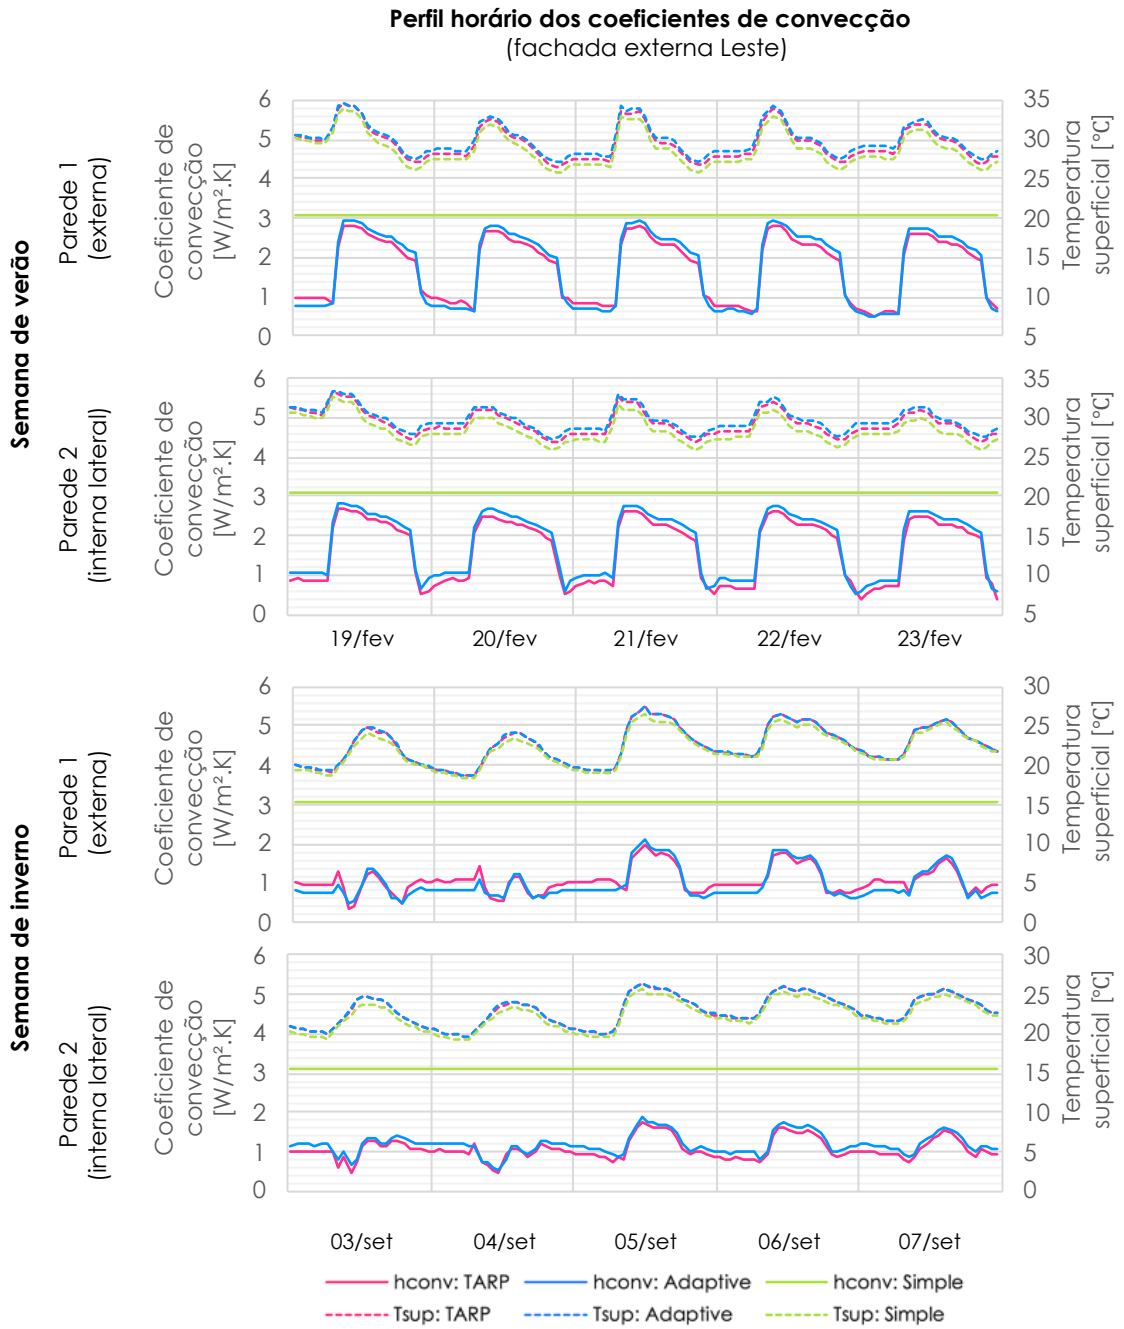 Perfil horário dos coeficientes de convecção
(fachada externa Leste)
Semana de verão
Parede 1
(externa)
Coeficiente de
convecção
[W/m².K]
6
5
4
3
2
1
0
35
30
25
20
15
10
5
Temperatura
superficial [°C]
Parede 2
(interna lateral)
Coeficiente de
convecção
[W/m².K]
6
5
4
3
2
1
0
35
30
25
20
15
10
5
Temperatura
superficial [°C]
19/fev 20/fev 21/fev 22/fev 23/fev
Semana de inverno
Parede 1
(externa)
Coeficiente de
convecção
[W/m².K]
6
5
4
3
2
1
0
30
25
20
15
10
5
0
Temperatura
superficial [°C]
Parede 2
(interna lateral)
Coeficiente de
convecção
[W/m².K]
6
5
4
3
2
1
0
30
25
20
15
10
5
0
Temperatura
superficial [°C]
03/set 04/set 05/set 06/set 07/set
hconv: TARP hconv: Adaptive hconv: Simple
Tsup: TARP Tsup: Adaptive Tsup: Simple